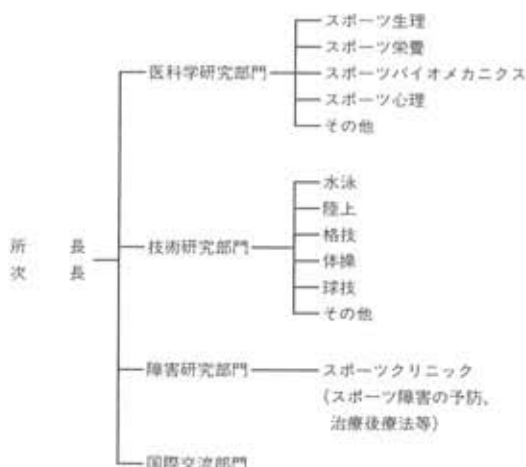 所長
次長
医科学研究部門
スポーツ生理
スポーツ栄養
スポーツバイオメカニクス
スポーツ心理
その他
技術研究部門
水泳
陸上
格技
体操
球技
その他
障害研究部門
スポーツクリニック
(スポーツ障害の予防、
治療後療法等)
国際交流部門